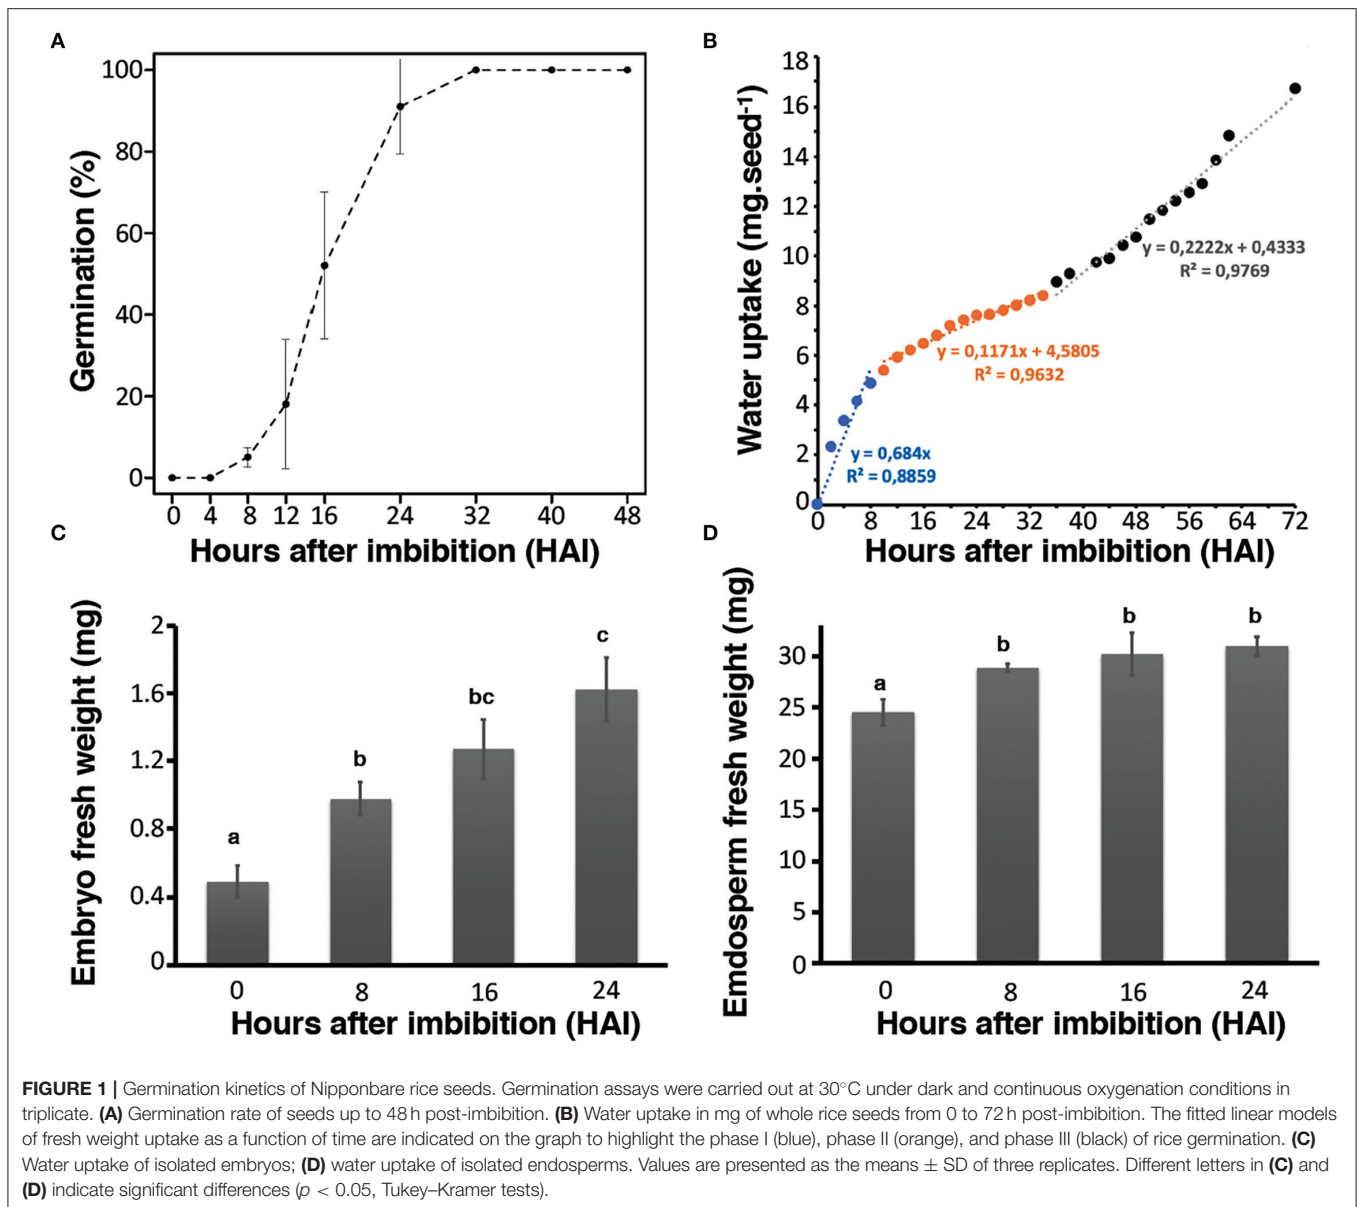 A
Germination (%)
100
80
60
40
20
0
0 4 8 12 16 24 32 40 48
Hours after imbibition (HAI)
B
Water uptake (mg.seed-1)
18
16
14
12
10
8
6
4
2
0
y = 0,2222x + 0,4333
R² = 0,9769
y = 0,1171x + 4,5805
R² = 0,9632
y = 0,684x
R² = 0,8859
0 8 16 24 32 40 48 56 64 72
Hours after imbibition (HAI)
C
Embryo fresh weight (mg)
2
1.6
1.2
0.8
0.4
0
a
b
bc
c
0 8 16 24
Hours after imbibition (HAI)
D
Emdosperm fresh weight (mg)
30
25
20
15
10
5
0
a
b
b
b
0 8 16 24
Hours after imbibition (HAI)
FIGURE 1 | Germination kinetics of Nipponbare rice seeds. Germination assays were carried out at 30°C under dark and continuous oxygenation conditions in
triplicate. (A) Germination rate of seeds up to 48 h post-imbibition. (B) Water uptake in mg of whole rice seeds from 0 to 72 h post-imbibition. The fitted linear models
of fresh weight uptake as a function of time are indicated on the graph to highlight the phase I (blue), phase II (orange), and phase III (black) of rice germination. (C)
Water uptake of isolated embryos; (D) water uptake of isolated endosperms. Values are presented as the means ± SD of three replicates. Different letters in (C) and
(D) indicate significant differences (p < 0.05, Tukey–Kramer tests).